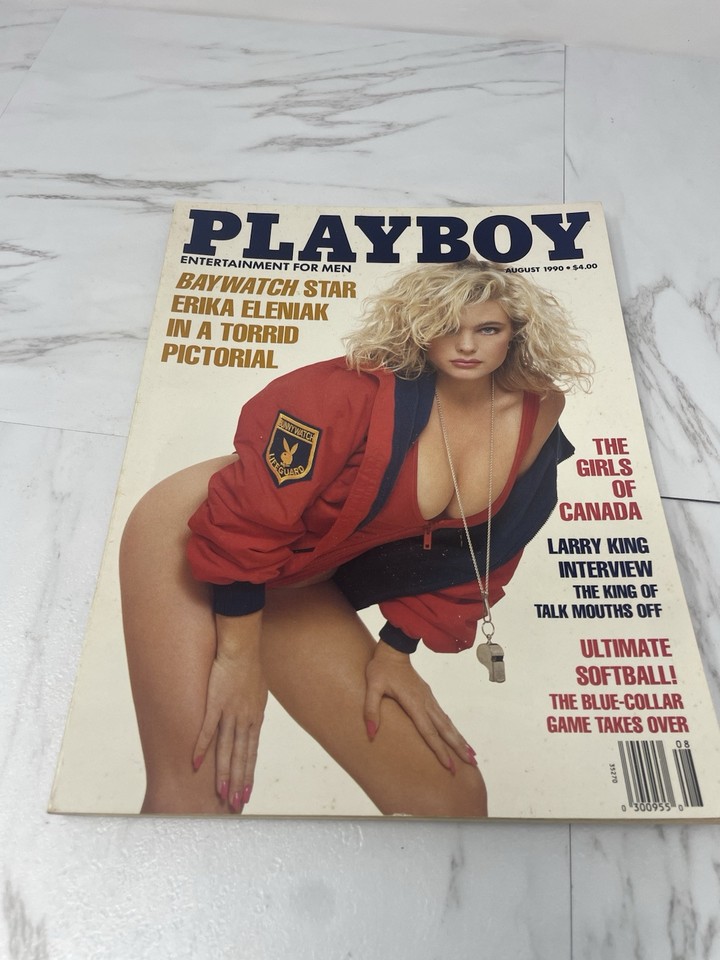 PLAYBOY
ENTERTAINMENT FOR MEN
AUGUST 1990 • $4.00
BAYWATCH STAR
ERIKA ELENIAK
IN A TORRID
PICTORIAL
BUNNYWATCH
LIFEGUARD
THE
GIRLS
OF
CANADA
LARRY KING
INTERVIEW
THE KING OF
TALK MOUTHS OFF
ULTIMATE
SOFTBALL!
THE BLUE-COLLAR
GAME TAKES OVER
08
35270
0 300955 0